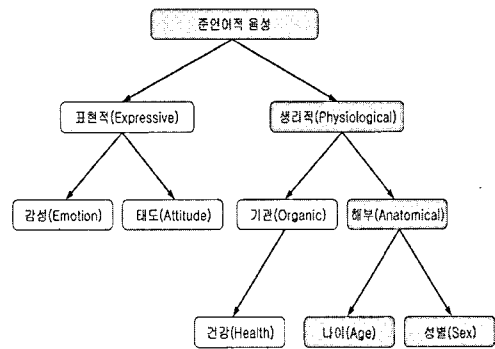 준언어적 음성
표현적(Expressive)
생리적(Physiological)
감성(Emotion)
태도(Attitude)
기관(Organic)
해부(Anatomical)
건강(Health)
나이(Age)
성별(Sex)